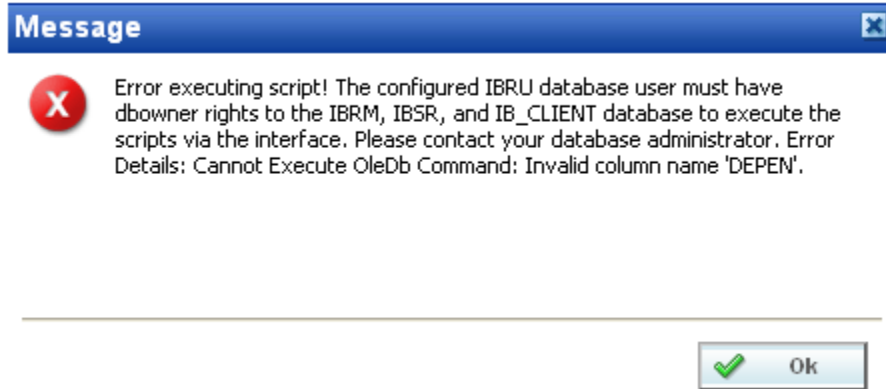 Message
Error executing script! The configured IBRU database user must have
dbowner rights to the IBRM, IBSR, and IB_CLIENT database to execute the
scripts via the interface. Please contact your database administrator. Error
Details: Cannot Execute OleDb Command: Invalid column name 'DEPEN'.
Ok